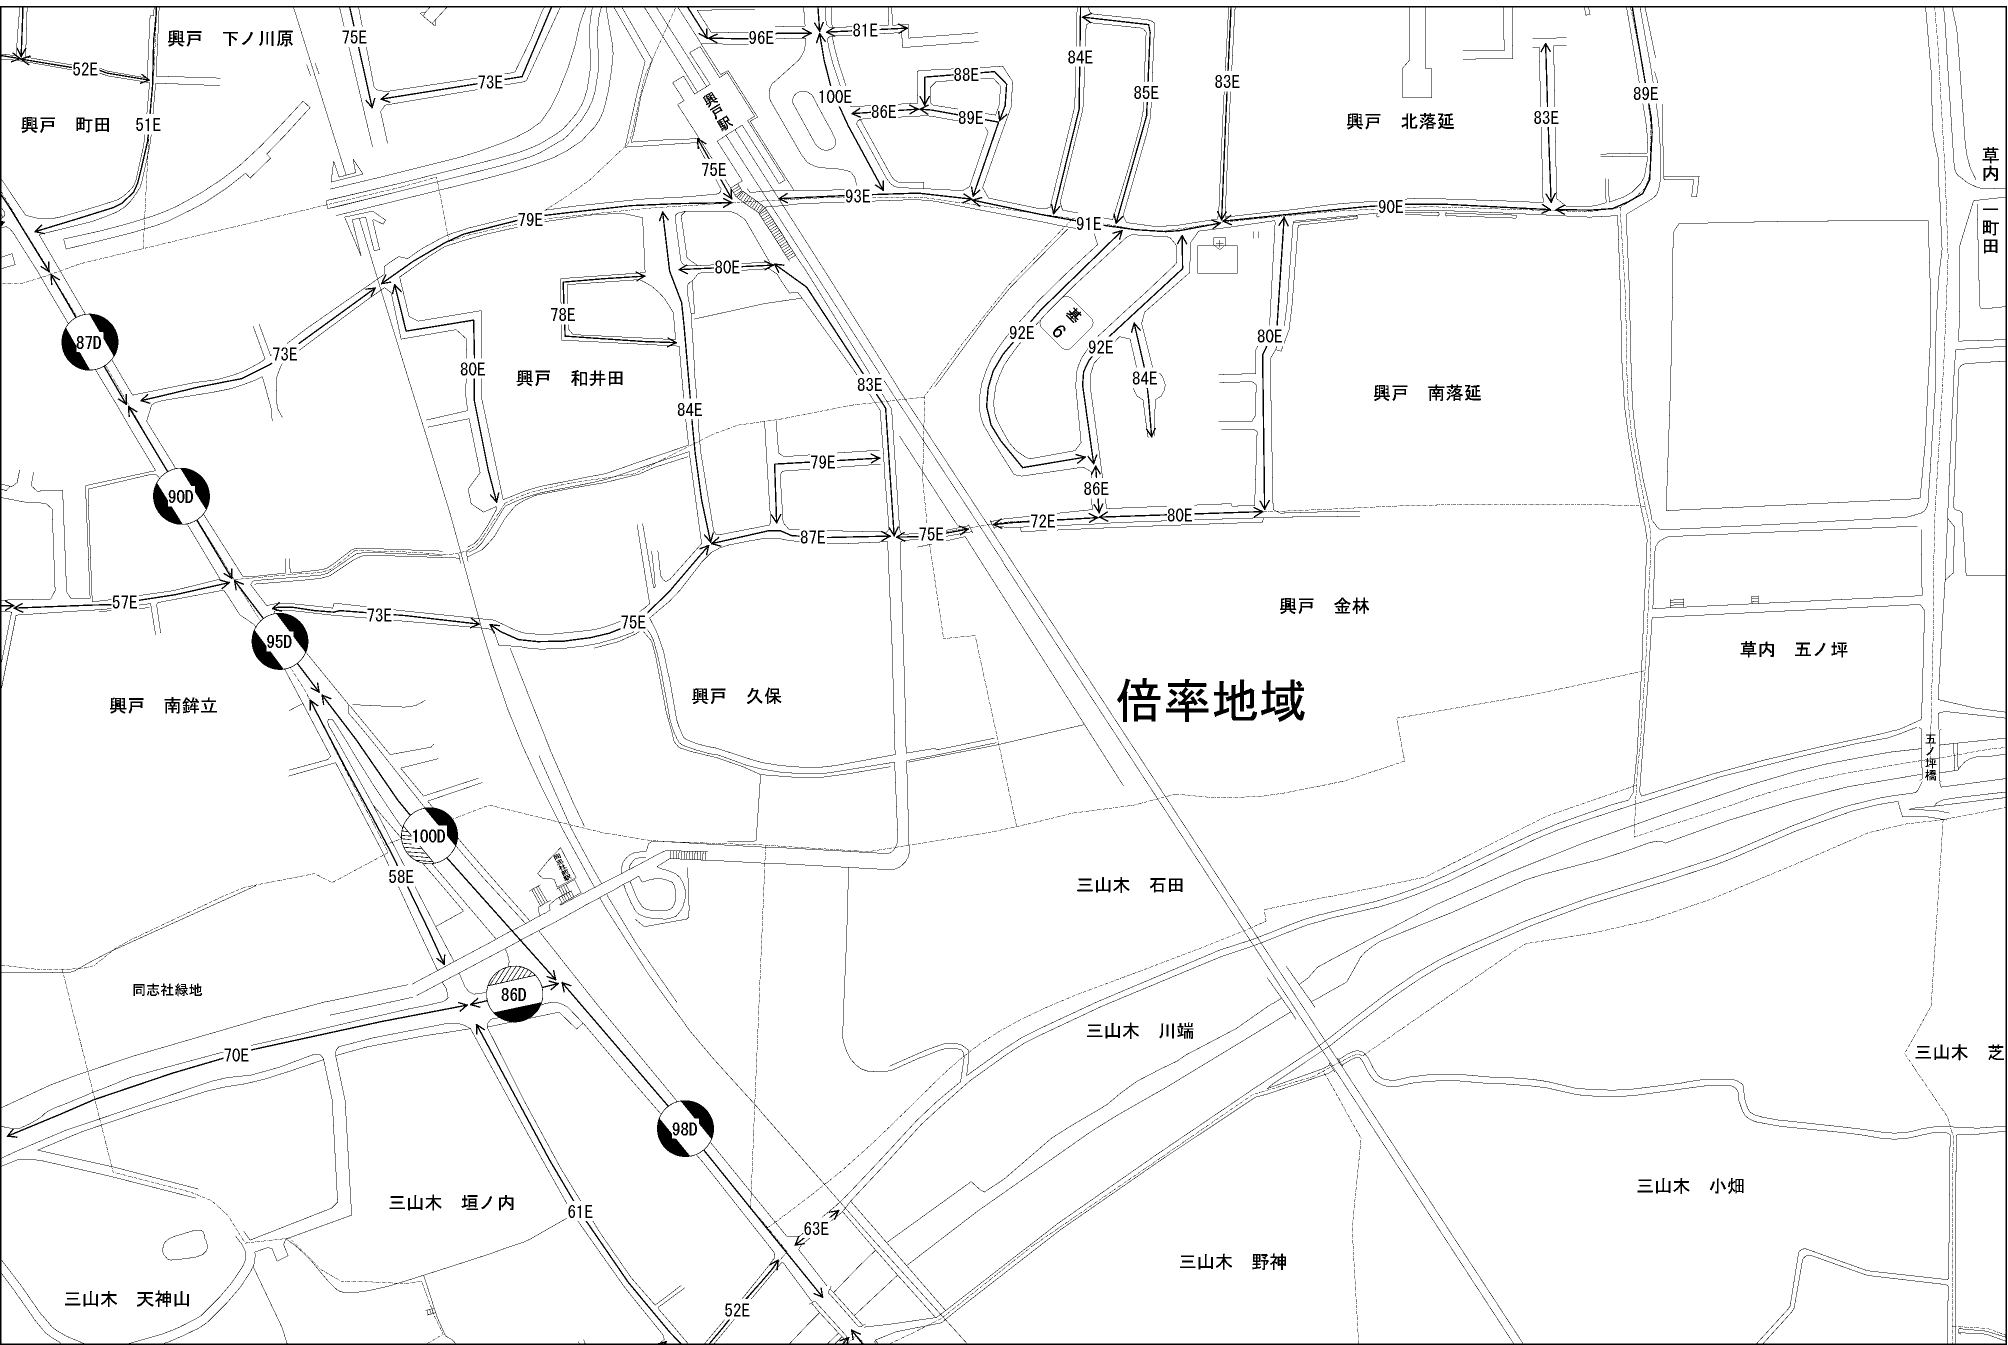 興戸 下ノ川原
75E
96E
81E
52E
73E
84E
83E
88E
85E
100E
86E
89E
83E
89E
興戸駅
興戸 町田
51E
89E
興戸 北落延
草内 一町田
75E
93E
90E
79E
91E
80E
78E
基6
92E
92E
80E
87D
73E
80E
興戸 和井田
84E
83E
84E
興戸 南落延
79E
86E
90D
87E
75E
72E
80E
57E
73E
75E
興戸 金林
95D
草内 五ノ坪
興戸 南鉾立
興戸 久保
倍率地域
五ノ坪橋
100D
58E
三山木 石田
同志社緑地
86D
70E
三山木 川端
三山木 芝
98D
三山木 垣ノ内
61E
63E
三山木 小畑
三山木 野神
三山木 天神山
52E